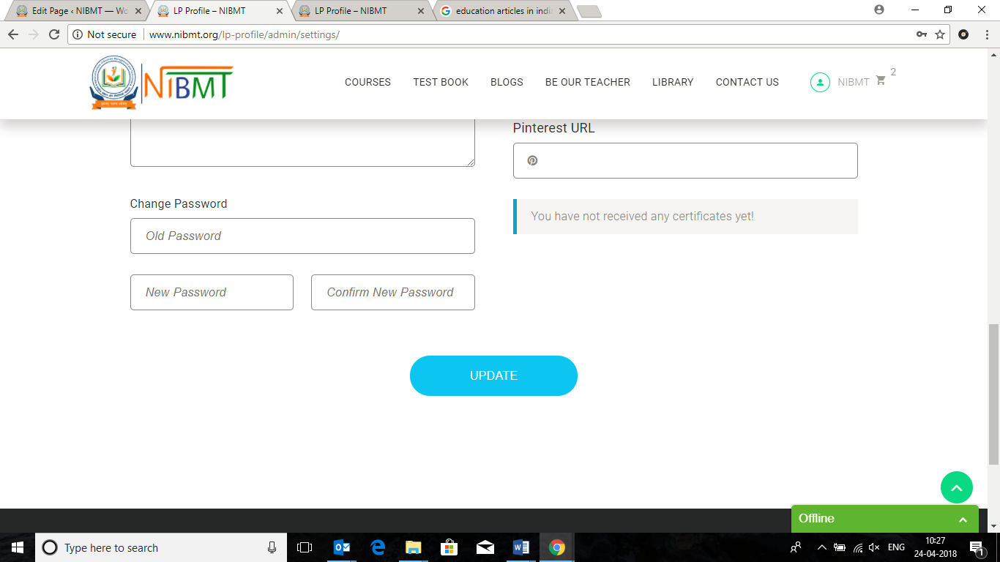 Edit Page ‹ NIBMT — Wo
LP Profile – NIBMT
LP Profile – NIBMT
education articles in indi
Not secure
www.nibmt.org/lp-profile/admin/settings/
NIBMT
COURSES
TEST BOOK
BLOGS
BE OUR TEACHER
LIBRARY
CONTACT US
NIBMT
2
Pinterest URL
Change Password
Old Password
You have not received any certificates yet!
New Password
Confirm New Password
UPDATE
Offline
Type here to search
ENG
10:27
24-04-2018
1